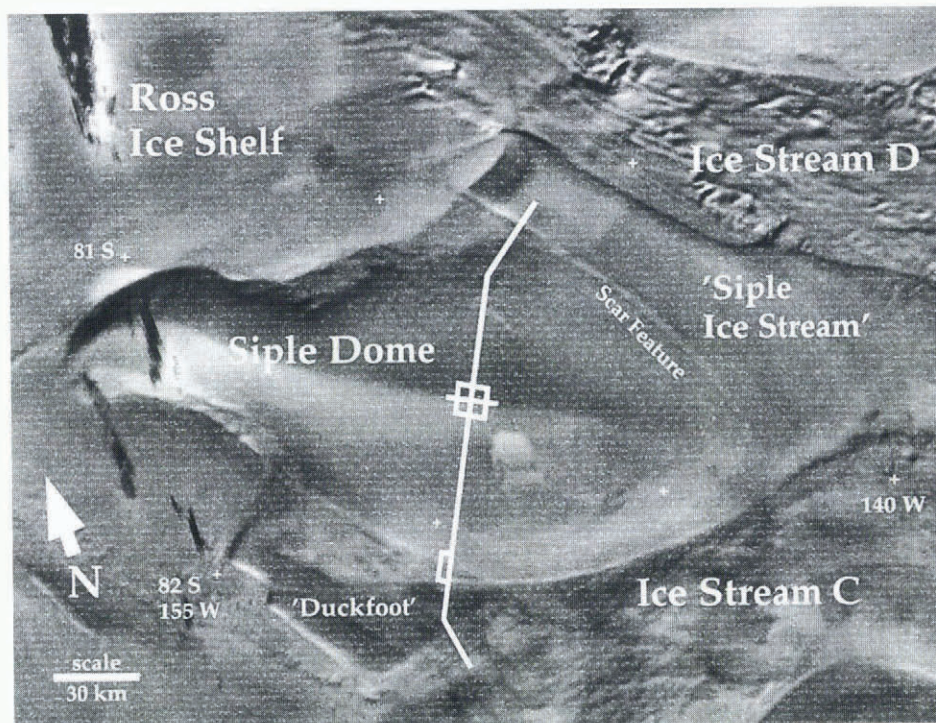 Ross
Ice Shelf
Ice Stream D
81 S
'Siple
Ice Stream'
Scar Feature
Siple Dome
140 W
N
82 S
155 W
'Duckfoot'
Ice Stream C
scale
30 km